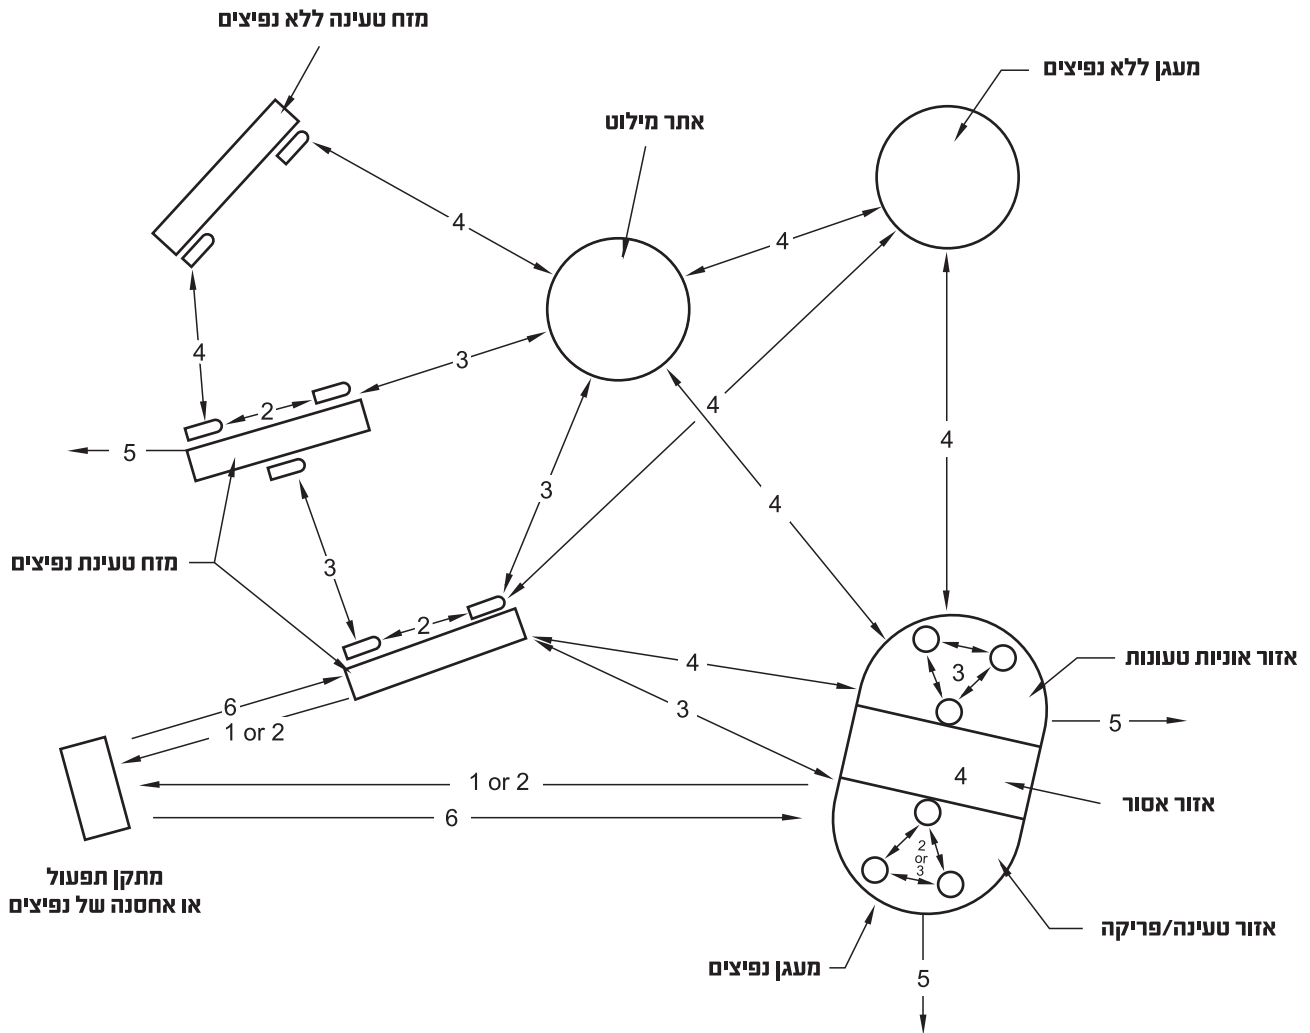 מזח טעינה ללא נפיצים
מעגן ללא נפיצים
אתר מילוט
4
4
4
3
4
2
4
5
4
3
4
מזח טעינת נפיצים
3
2
אזור אוניות טעונות
4
3
6
3
5
1 or 2
1 or 2
4
אזור אסור
6
2
or
3
מתקן תפעול
או אחסנה של נפיצים
אזור טעינה/פריקה
מעגן נפיצים
5